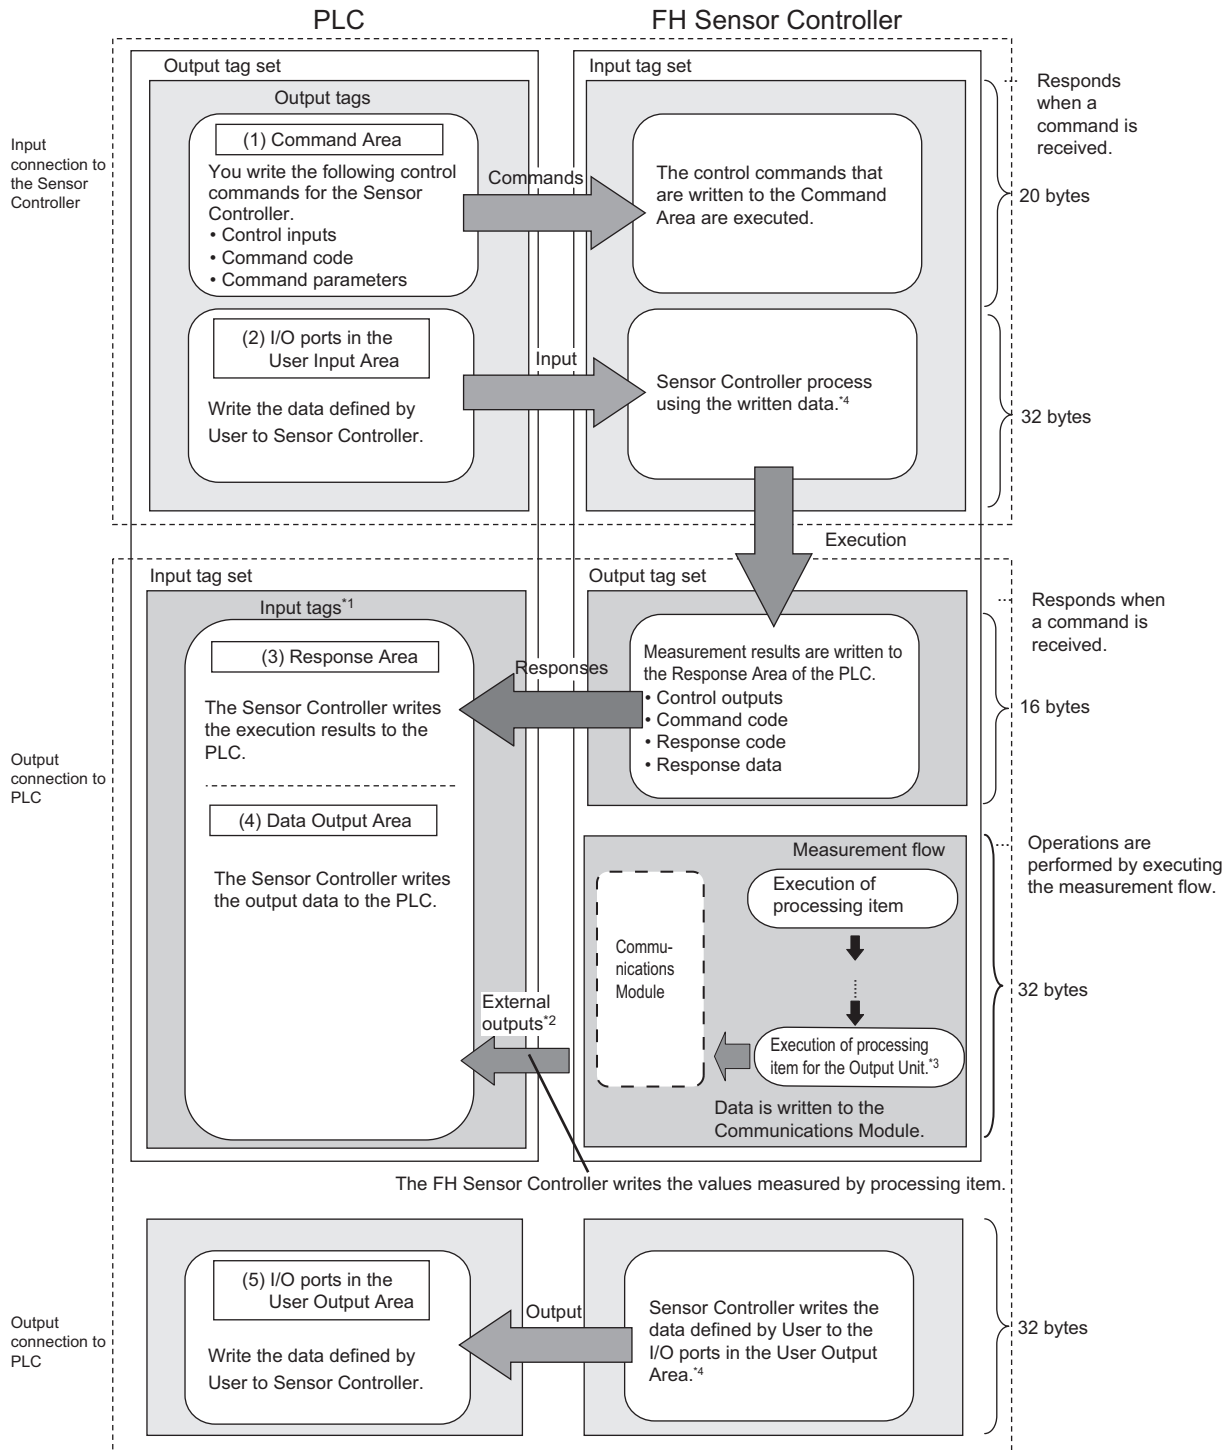 PLC
FH Sensor Controller
Output tag set
Input tag set
Output tags
Input
connection to
the Sensor
Controller
(1) Command Area
You write the following control
commands for the Sensor
Controller.
• Control inputs
• Command code
• Command parameters
Commands
The control commands that
are written to the Command
Area are executed.
Responds
when a
command is
received.
20 bytes
(2) I/O ports in the
User Input Area
Write the data defined by
User to Sensor Controller.
Input
Sensor Controller process
using the written data.*4
32 bytes
Execution
Input tag set
Output tag set
Input tags*1
Output
connection to
PLC
(3) Response Area
The Sensor Controller writes
the execution results to the
PLC.
Responses
Measurement results are written to
the Response Area of the PLC.
• Control outputs
• Command code
• Response code
• Response data
Responds when
a command is
received.
16 bytes
(4) Data Output Area
The Sensor Controller writes
the output data to the PLC.
External
outputs*2
Measurement flow
Commu-
nications
Module
Execution of
processing item
Execution of processing
item for the Output Unit.*3
Data is written to the
Communications Module.
Operations are
performed by executing
the measurement flow.
32 bytes
The FH Sensor Controller writes the values measured by processing item.
Output
connection to
PLC
(5) I/O ports in the
User Output Area
Write the data defined by
User to Sensor Controller.
Output
Sensor Controller writes the
data defined by User to the
I/O ports in the User Output
Area.*4
32 bytes